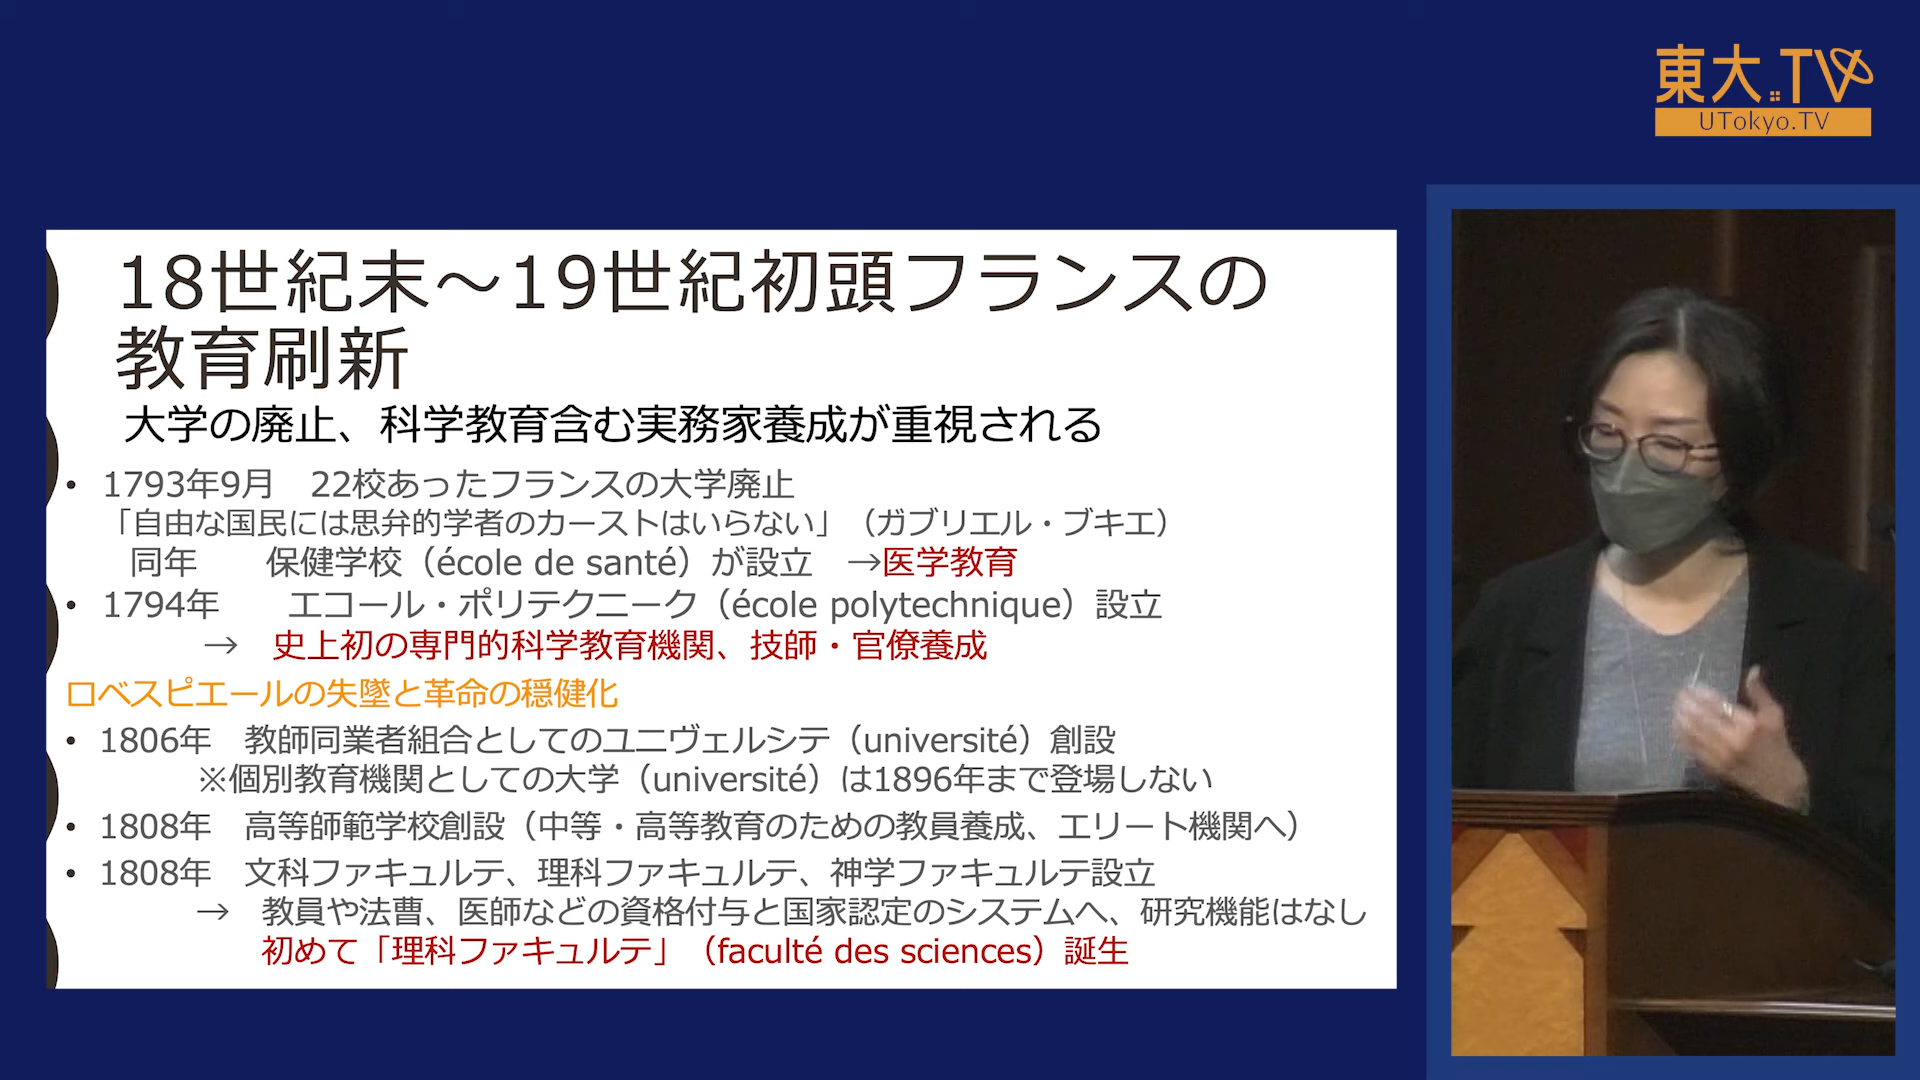 東大.TV
UTokyo.TV
18世紀末～19世紀初頭フランスの
教育刷新
大学の廃止、科学教育含む実務家養成が重視される
• 1793年9月　22校あったフランスの大学廃止
「自由な国民には思弁的学者のカーストはいらない」（ガブリエル・ブキエ）
同年　　保健学校（école de santé）が設立　→医学教育
• 1794年　　エコール・ポリテクニーク（école polytechnique）設立
→　史上初の専門的科学教育機関、技師・官僚養成
ロベスピエールの失墜と革命の穏健化
• 1806年　教師同業者組合としてのユニヴェルシテ（université）創設
※個別教育機関としての大学（université）は1896年まで登場しない
• 1808年　高等師範学校創設（中等・高等教育のための教員養成、エリート機関へ）
• 1808年　文科ファキュルテ、理科ファキュルテ、神学ファキュルテ設立
→　教員や法曹、医師などの資格付与と国家認定のシステムへ、研究機能はなし
初めて「理科ファキュルテ」（faculté des sciences）誕生